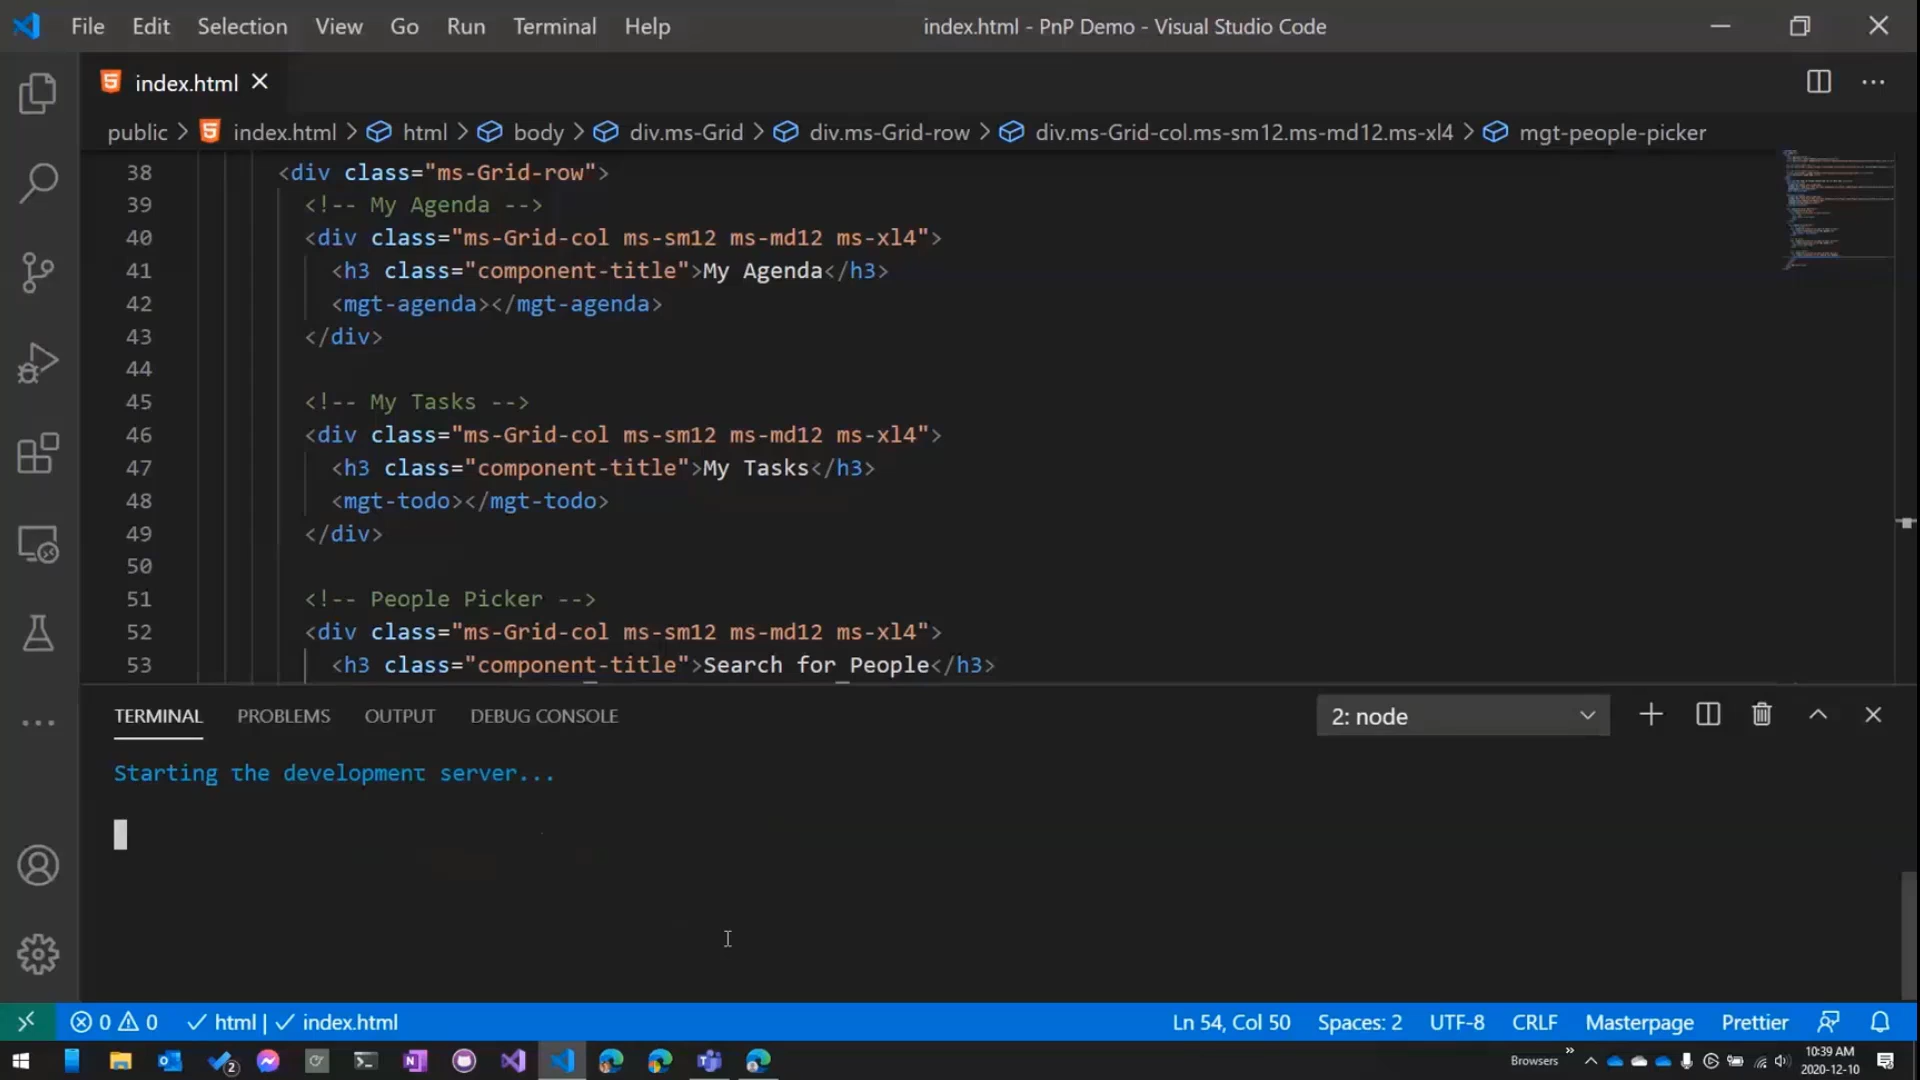 File Edit Selection View Go Run Terminal Help index.html - PnP Demo - Visual Studio Code
index.html
public > index.html > html > body > div.ms-Grid > div.ms-Grid-row > div.ms-Grid-col.ms-sm12.ms-md12.ms-xl4 > mgt-people-picker
38 <div class="ms-Grid-row">
39 <!-- My Agenda -->
40 <div class="ms-Grid-col ms-sm12 ms-md12 ms-xl4">
41 <h3 class="component-title">My Agenda</h3>
42 <mgt-agenda></mgt-agenda>
43 </div>
44
45 <!-- My Tasks -->
46 <div class="ms-Grid-col ms-sm12 ms-md12 ms-xl4">
47 <h3 class="component-title">My Tasks</h3>
48 <mgt-todo></mgt-todo>
49 </div>
50
51 <!-- People Picker -->
52 <div class="ms-Grid-col ms-sm12 ms-md12 ms-xl4">
53 <h3 class="component-title">Search for People</h3>
TERMINAL PROBLEMS OUTPUT DEBUG CONSOLE 2: node
Starting the development server...
0 0 html | index.html Ln 54, Col 50 Spaces: 2 UTF-8 CRLF Masterpage Prettier
2 Browsers 10:39 AM
2020-12-10